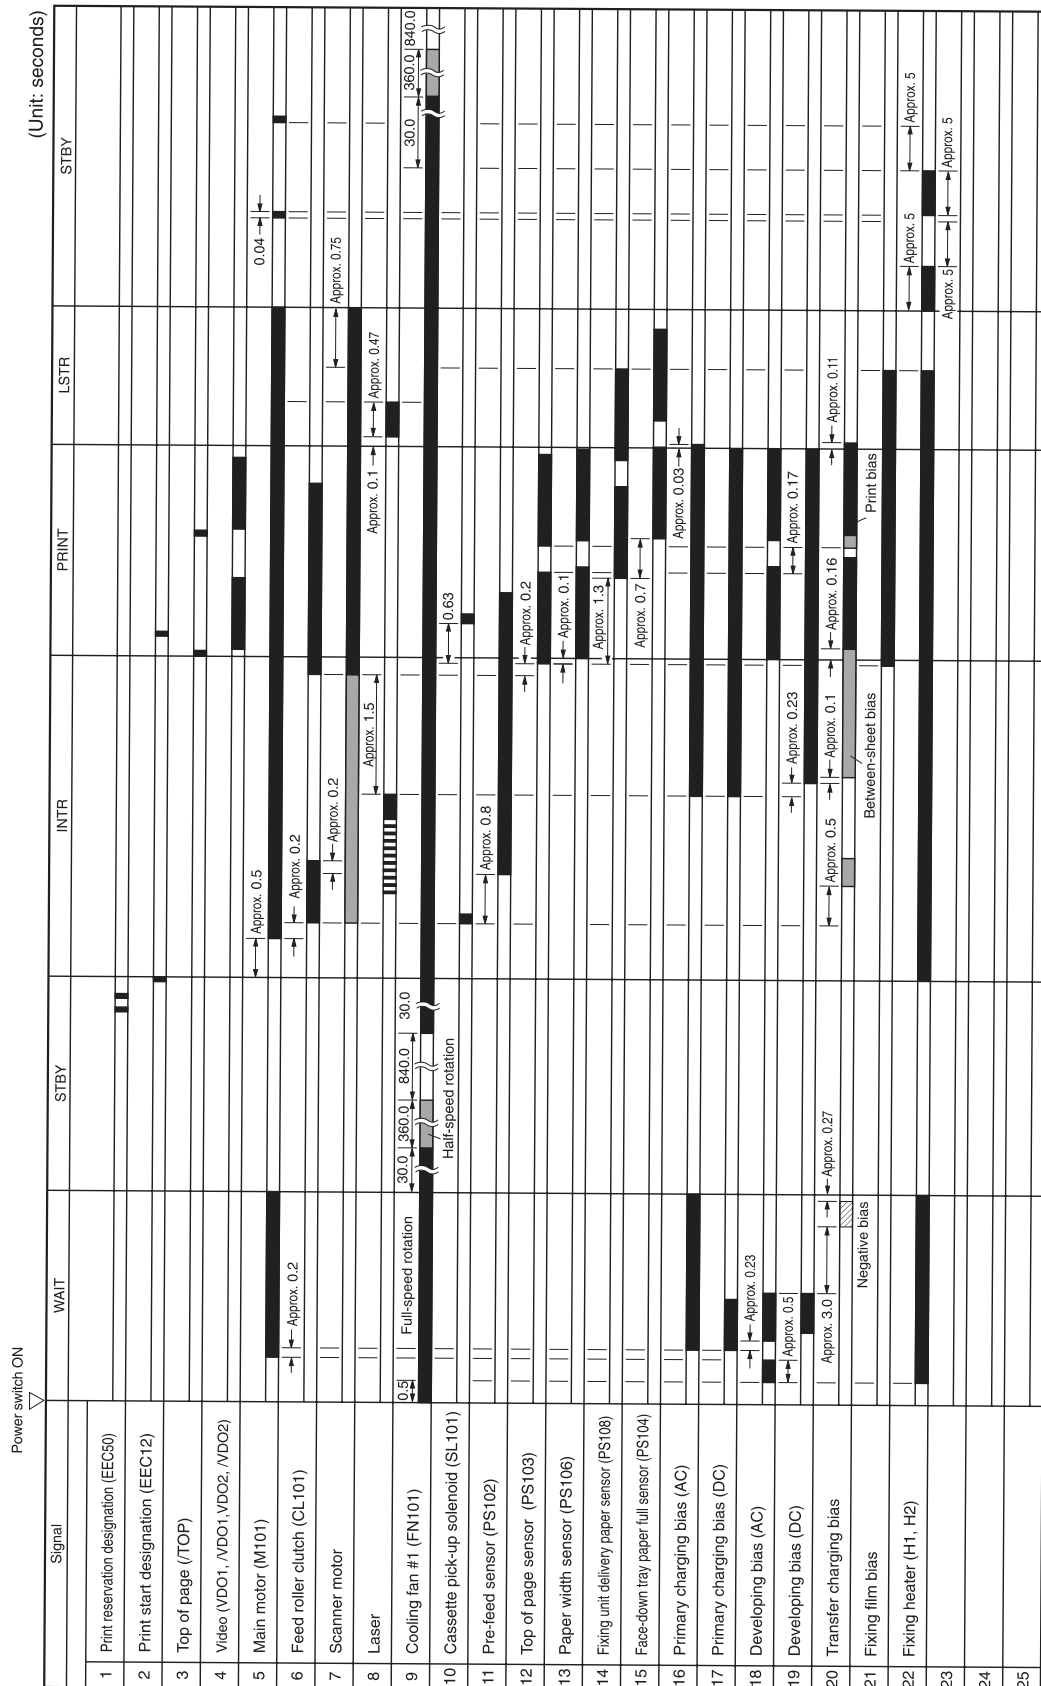 (Unit: seconds)
Power switch ON
Signal WAIT STBY INTR PRINT LSTR STBY
1 Print reservation designation (EEC50)
2 Print start designation (EEC12)
3 Top of page (/TOP)
4 Video (VDO1, /VDO1,VDO2, /VDO2)
5 Main motor (M101)
Approx. 0.5
0.04
6 Feed roller clutch (CL101)
Approx. 0.2
Approx. 0.2
7 Scanner motor
Approx. 0.2
Approx. 0.75
8 Laser
Approx. 1.5
Approx. 0.1
Approx. 0.47
9 Cooling fan #1 (FN101)
0.5
Full-speed rotation
30.0
360.0
840.0
30.0
30.0
360.0
840.0
10 Cassette pick-up solenoid (SL101)
Half-speed rotation
0.63
11 Pre-feed sensor (PS102)
Approx. 0.8
12 Top of page sensor (PS103)
Approx. 0.2
13 Paper width sensor (PS106)
Approx. 0.1
14 Fixing unit delivery paper sensor (PS108)
Approx. 1.3
15 Face-down tray paper full sensor (PS104)
Approx. 0.7
16 Primary charging bias (AC)
Approx. 0.03
17 Primary charging bias (DC)
18 Developing bias (AC)
Approx. 0.23
19 Developing bias (DC)
Approx. 0.5
Approx. 0.23
Approx. 0.17
20 Transfer charging bias
Approx. 3.0
Approx. 0.27
Approx. 0.5
Approx. 0.1
Approx. 0.16
Approx. 0.11
21 Fixing film bias
Negative bias
Between-sheet bias
Print bias
22 Fixing heater (H1, H2)
Approx. 5
Approx. 5
23
Approx. 5
Approx. 5
24
25